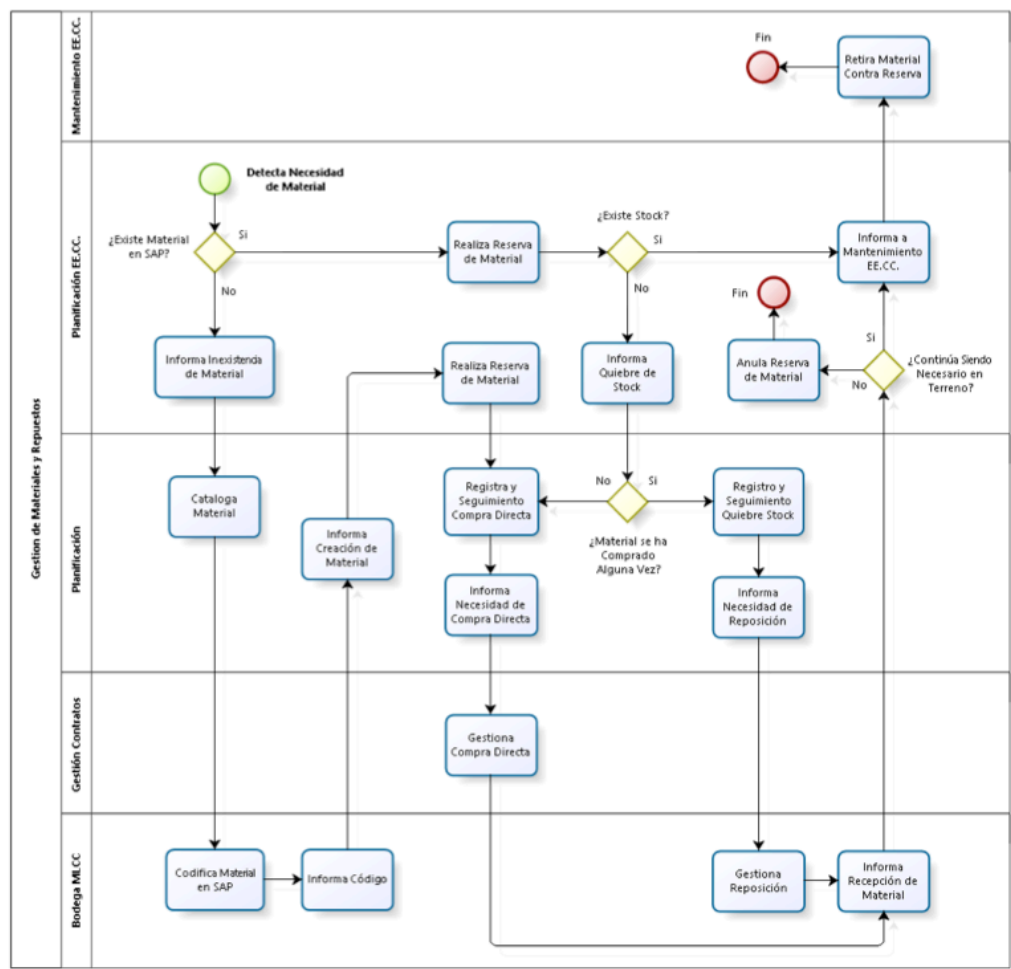 Gestion de Materiales y Repuestos
Mantenimiento EE.CC.
Fin
Retira Material
Contra Reserva
Planificación EE.CC.
Detecta Necesidad
de Material
¿Existe Material
en SAP?
Si
No
Realiza Reserva
de Material
¿Existe Stock?
Si
No
Informa a
Mantenimiento
EE.CC.
Informa Inexistencia
de Material
Realiza Reserva
de Material
Informa
Quiebre de
Stock
Fin
Anula Reserva
de Material
Si
No
¿Continúa Siendo
Necesario en
Terreno?
Planificación
Cataloga
Material
Informa
Creación de
Material
Registra y
Seguimiento
Compra Directa
No
Si
¿Material se ha
Comprado
Alguna Vez?
Registro y
Seguimiento
Quiebre Stock
Informa
Necesidad de
Compra Directa
Informa
Necesidad de
Reposición
Gestión Contratos
Gestiona
Compra Directa
Bodega MLCC
Codifica Material
en SAP
Informa Código
Gestiona
Reposición
Informa
Recepción de
Material